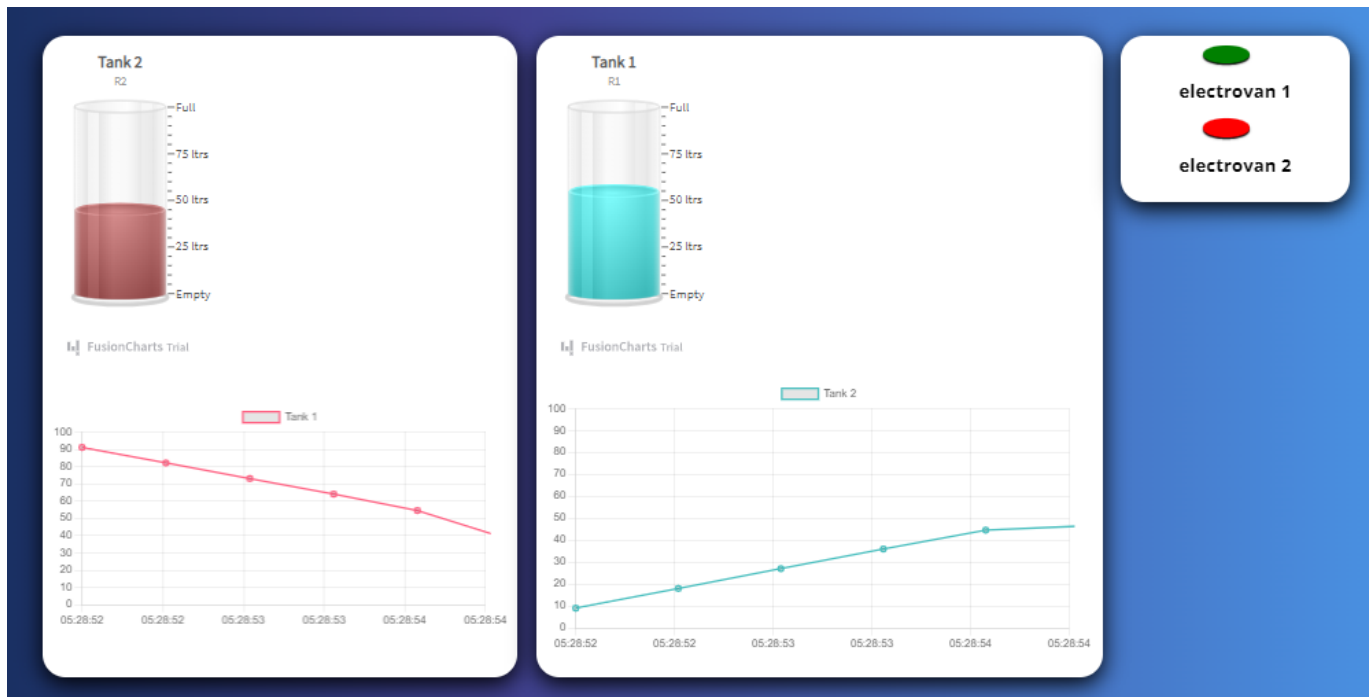 Tank 2
R2
Full
75 ltrs
50 ltrs
25 ltrs
Empty
FusionCharts Trial
Tank 1
100
90
80
70
60
50
40
30
20
10
0
05:28:52 05:28:52 05:28:53 05:28:53 05:28:54 05:28:54
Tank 1
R1
Full
75 ltrs
50 ltrs
25 ltrs
Empty
FusionCharts Trial
Tank 2
100
90
80
70
60
50
40
30
20
10
0
05:28:52 05:28:52 05:28:53 05:28:53 05:28:54 05:28:54
electrovan 1
electrovan 2